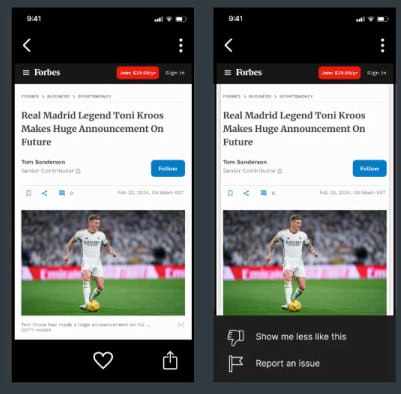 9:41
Forbes
Join: $29.99/yr
Sign In
FORBES > BUSINESS > SPORTSMONEY
Real Madrid Legend Toni Kroos
Makes Huge Announcement On
Future
Tom Sanderson
Senior Contributor
Follow
0
Feb 23, 2024, 09:56am EST
Emirates
Toni Kroos has made a huge announcement on his ... [+]
GETTY IMAGES
9:41
Forbes
Join: $29.99/yr
Sign In
FORBES > BUSINESS > SPORTSMONEY
Real Madrid Legend Toni Kroos
Makes Huge Announcement On
Future
Tom Sanderson
Senior Contributor
Follow
0
Feb 23, 2024, 09:56am EST
Emirates
Show me less like this
Report an issue